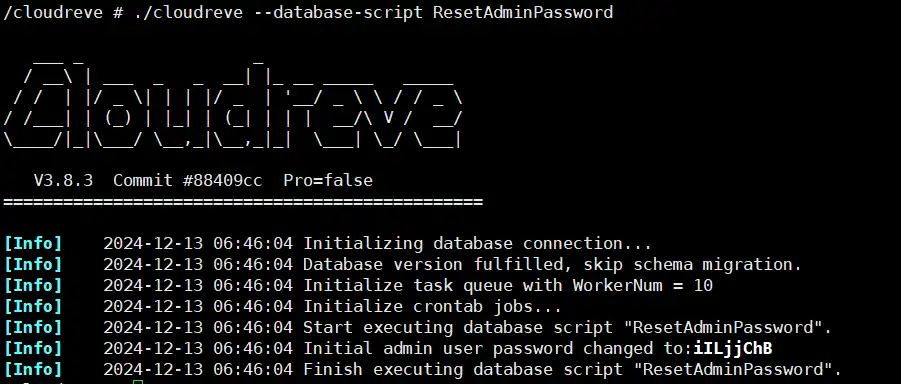 /cloudreve # ./cloudreve --database-script ResetAdminPassword
Cloudreve
V3.8.3 Commit #88409cc Pro=false
================================================
[Info] 2024-12-13 06:46:04 Initializing database connection...
[Info] 2024-12-13 06:46:04 Database version fulfilled, skip schema migration.
[Info] 2024-12-13 06:46:04 Initialize task queue with WorkerNum = 10
[Info] 2024-12-13 06:46:04 Initialize crontab jobs...
[Info] 2024-12-13 06:46:04 Start executing database script "ResetAdminPassword".
[Info] 2024-12-13 06:46:04 Initial admin user password changed to:iILjjChB
[Info] 2024-12-13 06:46:04 Finish executing database script "ResetAdminPassword".